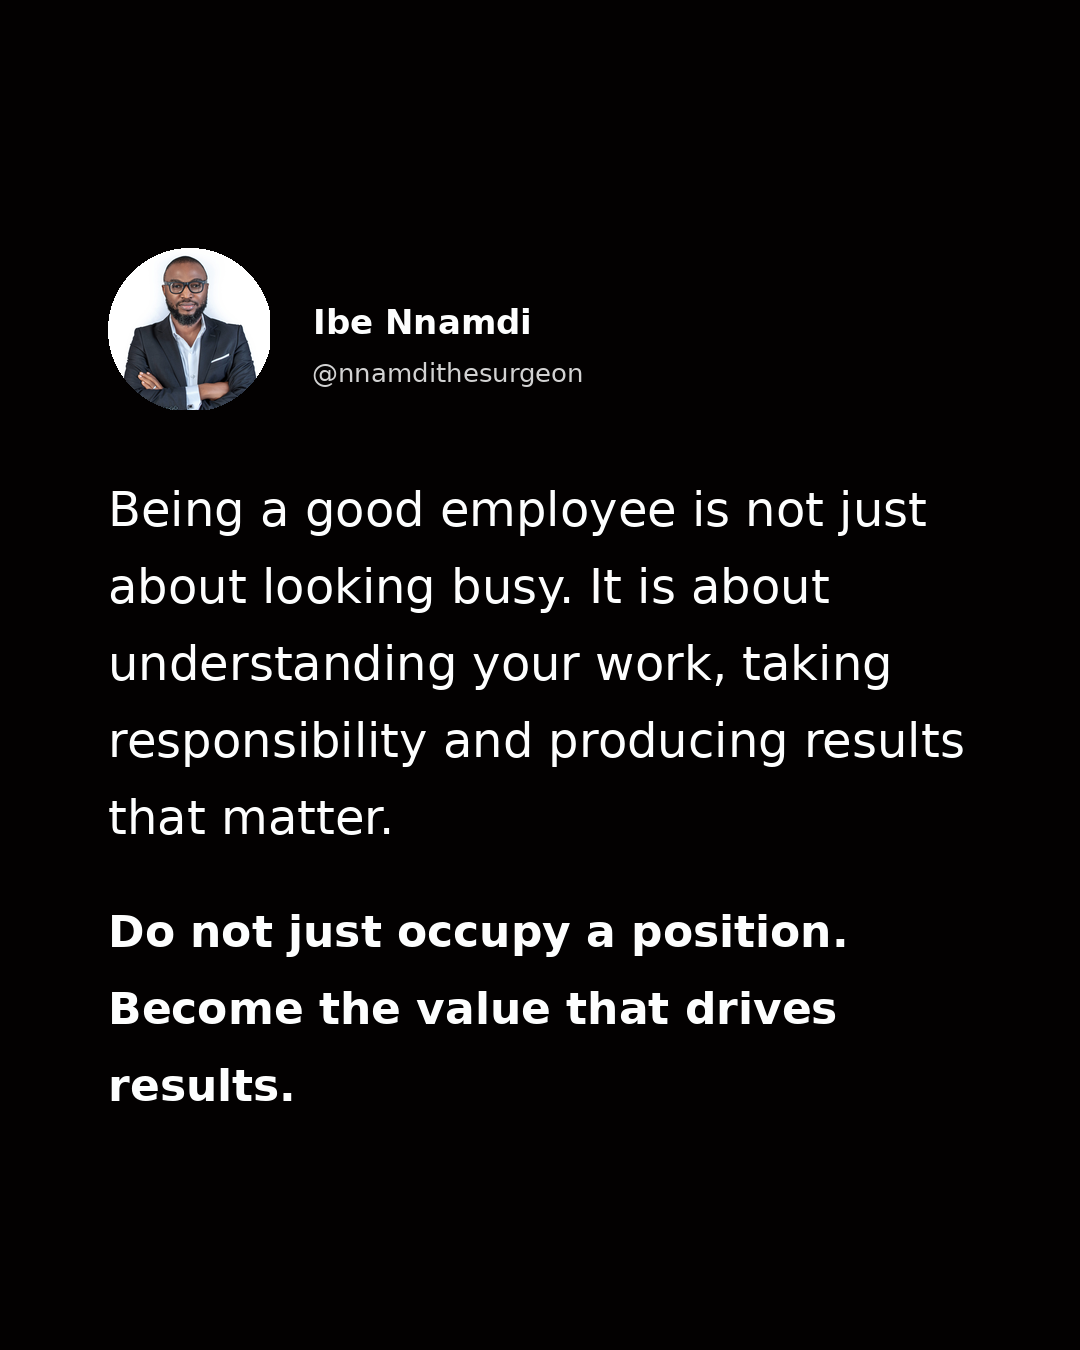 Ibe Nnamdi
@nnamdithesurgeon
Being a good employee is not just
about looking busy. It is about
understanding your work, taking
responsibility and producing results
that matter.
Do not just occupy a position.
Become the value that drives
results.